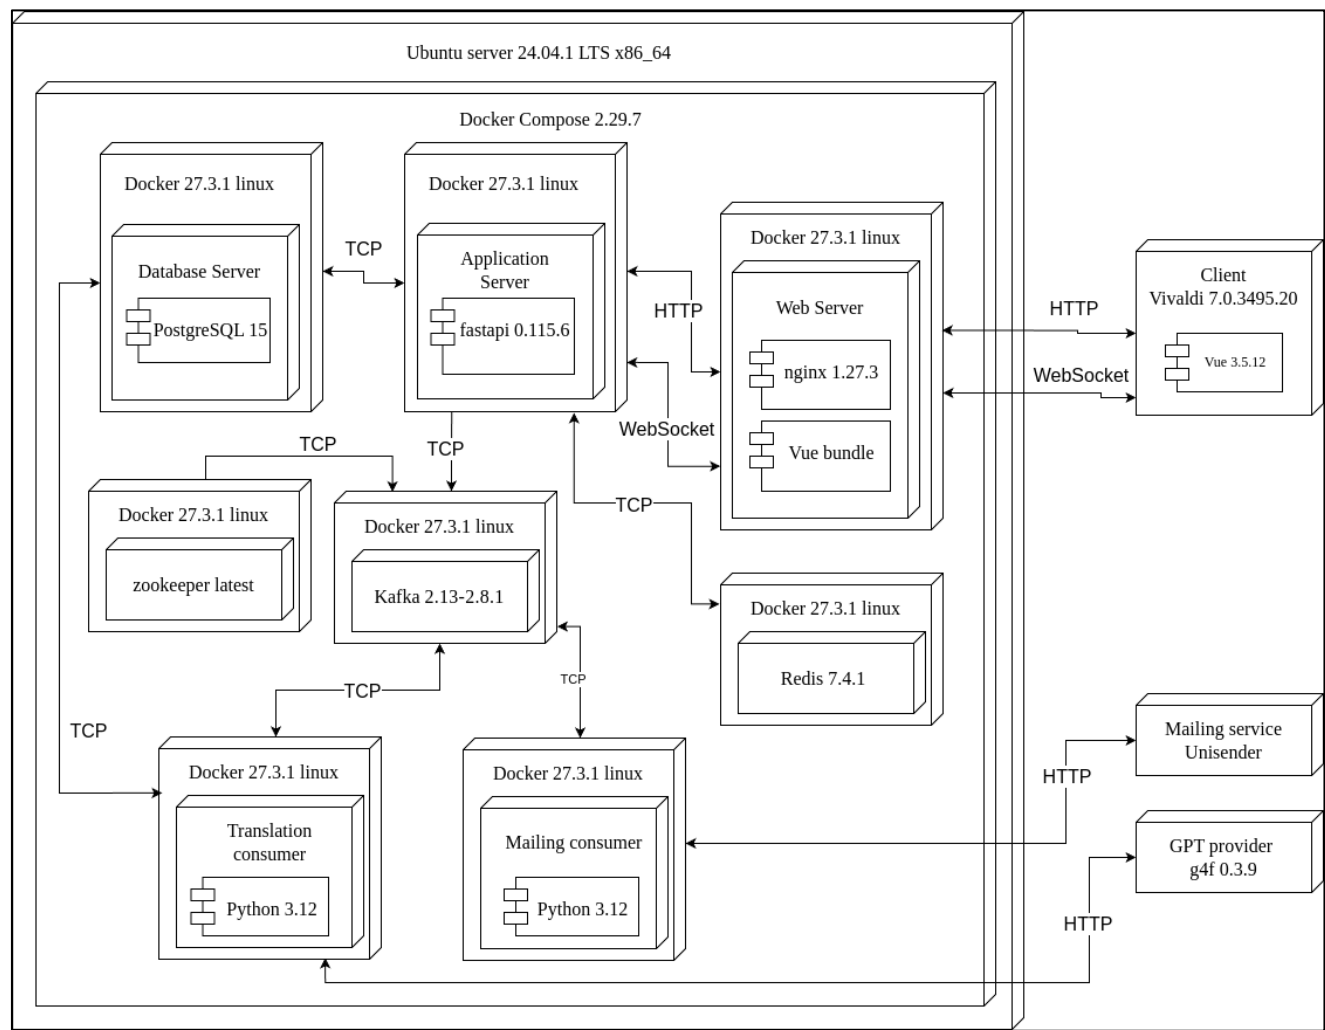 Ubuntu server 24.04.1 LTS x86_64
Docker Compose 2.29.7
Docker 27.3.1 linux
Database Server
PostgreSQL 15
TCP
Docker 27.3.1 linux
Application
Server
fastapi 0.115.6
HTTP
WebSocket
Docker 27.3.1 linux
Web Server
nginx 1.27.3
Vue bundle
HTTP
WebSocket
Client
Vivaldi 7.0.3495.20
Vue 3.5.12
TCP
TCP
TCP
Docker 27.3.1 linux
zookeeper latest
Docker 27.3.1 linux
Kafka 2.13-2.8.1
Docker 27.3.1 linux
Redis 7.4.1
TCP
TCP
TCP
Docker 27.3.1 linux
Translation
consumer
Python 3.12
Docker 27.3.1 linux
Mailing consumer
Python 3.12
Mailing service
Unisender
HTTP
GPT provider
g4f 0.3.9
HTTP